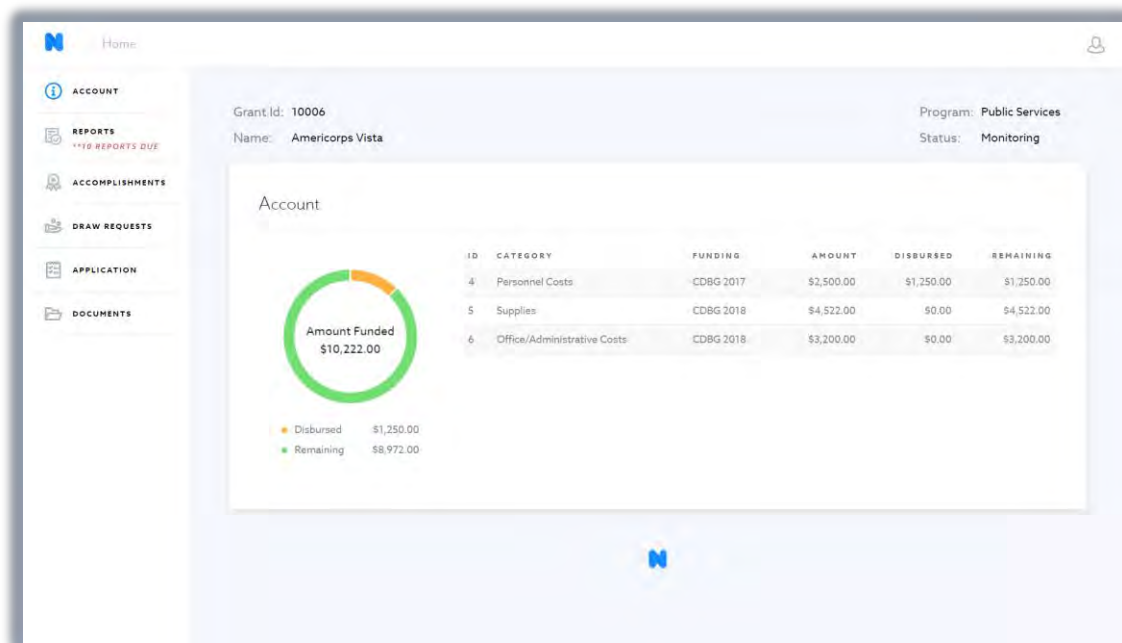 N Home
ACCOUNT
REPORTS
**10 REPORTS DUE
ACCOMPLISHMENTS
DRAW REQUESTS
APPLICATION
DOCUMENTS
Grant Id: 10006 Program: Public Services
Name: Americorps Vista Status: Monitoring
Account
ID CATEGORY FUNDING AMOUNT DISBURSED REMAINING
4 Personnel Costs CDBG 2017 $2,500.00 $1,250.00 $1,250.00
5 Supplies CDBG 2018 $4,522.00 $0.00 $4,522.00
6 Office/Administrative Costs CDBG 2018 $3,200.00 $0.00 $3,200.00
Amount Funded
$10,222.00
Disbursed $1,250.00
Remaining $8,972.00
N